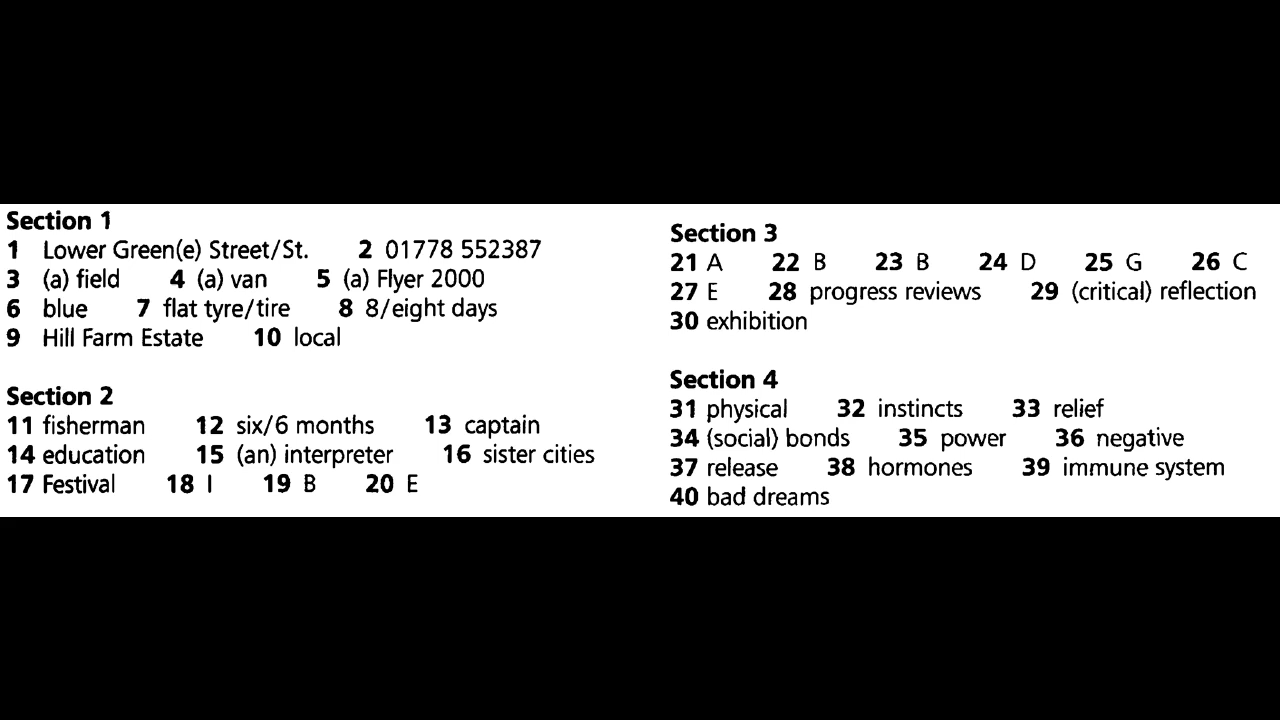 Section 1
1 Lower Green(e) Street/St. 2 01778 552387
3 (a) field 4 (a) van 5 (a) Flyer 2000
6 blue 7 flat tyre/tire 8 8/eight days
9 Hill Farm Estate 10 local
Section 2
11 fisherman 12 six/6 months 13 captain
14 education 15 (an) interpreter 16 sister cities
17 Festival 18 I 19 B 20 E
Section 3
21 A 22 B 23 B 24 D 25 G 26 C
27 E 28 progress reviews 29 (critical) reflection
30 exhibition
Section 4
31 physical 32 instincts 33 relief
34 (social) bonds 35 power 36 negative
37 release 38 hormones 39 immune system
40 bad dreams